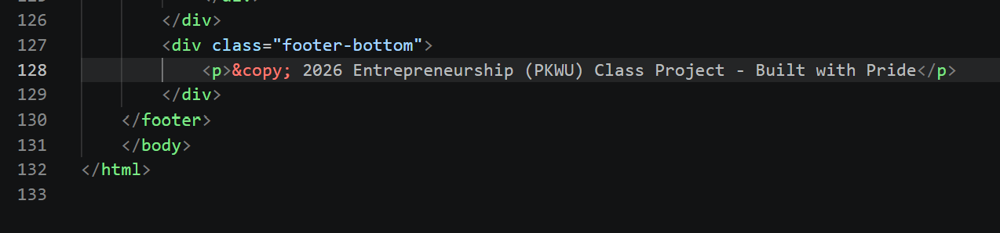 126 </div>
127 <div class="footer-bottom">
128 <p>&copy; 2026 Entrepreneurship (PKWU) Class Project - Built with Pride</p>
129 </div>
130 </footer>
131 </body>
132 </html>
133